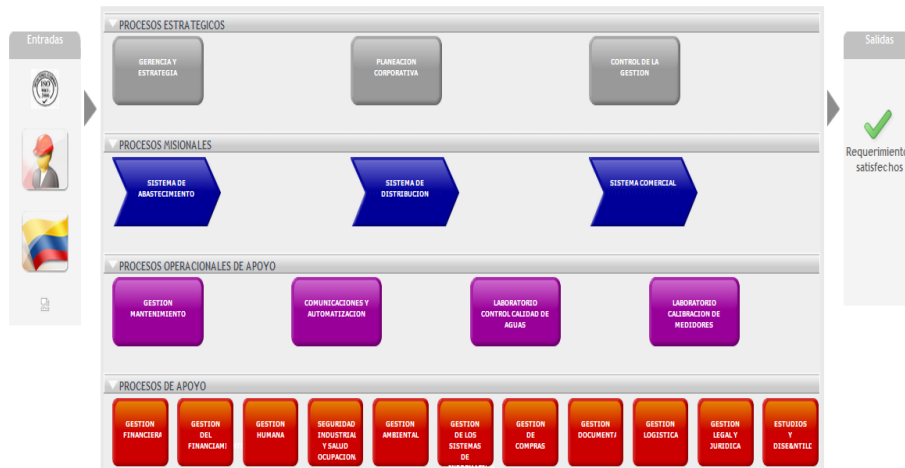 Entradas
ISO
PROCESOS ESTRATEGICOS
GERENCIA Y
ESTRATEGIA
PLANEACION
CORPORATIVA
CONTROL DE LA
GESTION
PROCESOS MISIONALES
SISTEMA DE
ABASTECIMIENTO
SISTEMA DE
DISTRIBUCION
SISTEMA COMERCIAL
PROCESOS OPERACIONALES DE APOYO
GESTION
MANTENIMIENTO
COMUNICACIONES Y
AUTOMATIZACION
LABORATORIO
CONTROL CALIDAD DE
AGUAS
LABORATORIO
CALIBRACION DE
MEDIDORES
PROCESOS DE APOYO
GESTION
FINANCIERA
GESTION
DEL
FINANCIAMI
GESTION
HUMANA
SEGURIDAD
INDUSTRIAL
Y SALUD
OCUPACION
GESTION
AMBIENTAL
GESTION
DE LOS
SISTEMAS
DE
GESTION
DE
COMPRAS
GESTION
DOCUMENT
GESTION
LOGISTICA
GESTION
LEGAL Y
JURIDICA
ESTUDIOS
Y
DISE&NTILD
Salidas
Requerimiento
satisfechos